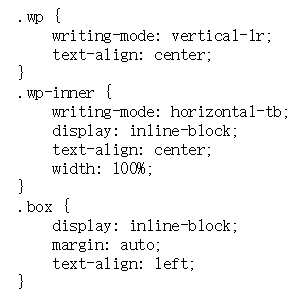 .wp {
    writing-mode: vertical-lr;
    text-align: center;
}
.wp-inner {
    writing-mode: horizontal-tb;
    display: inline-block;
    text-align: center;
    width: 100%;
}
.box {
    display: inline-block;
    margin: auto;
    text-align: left;
}